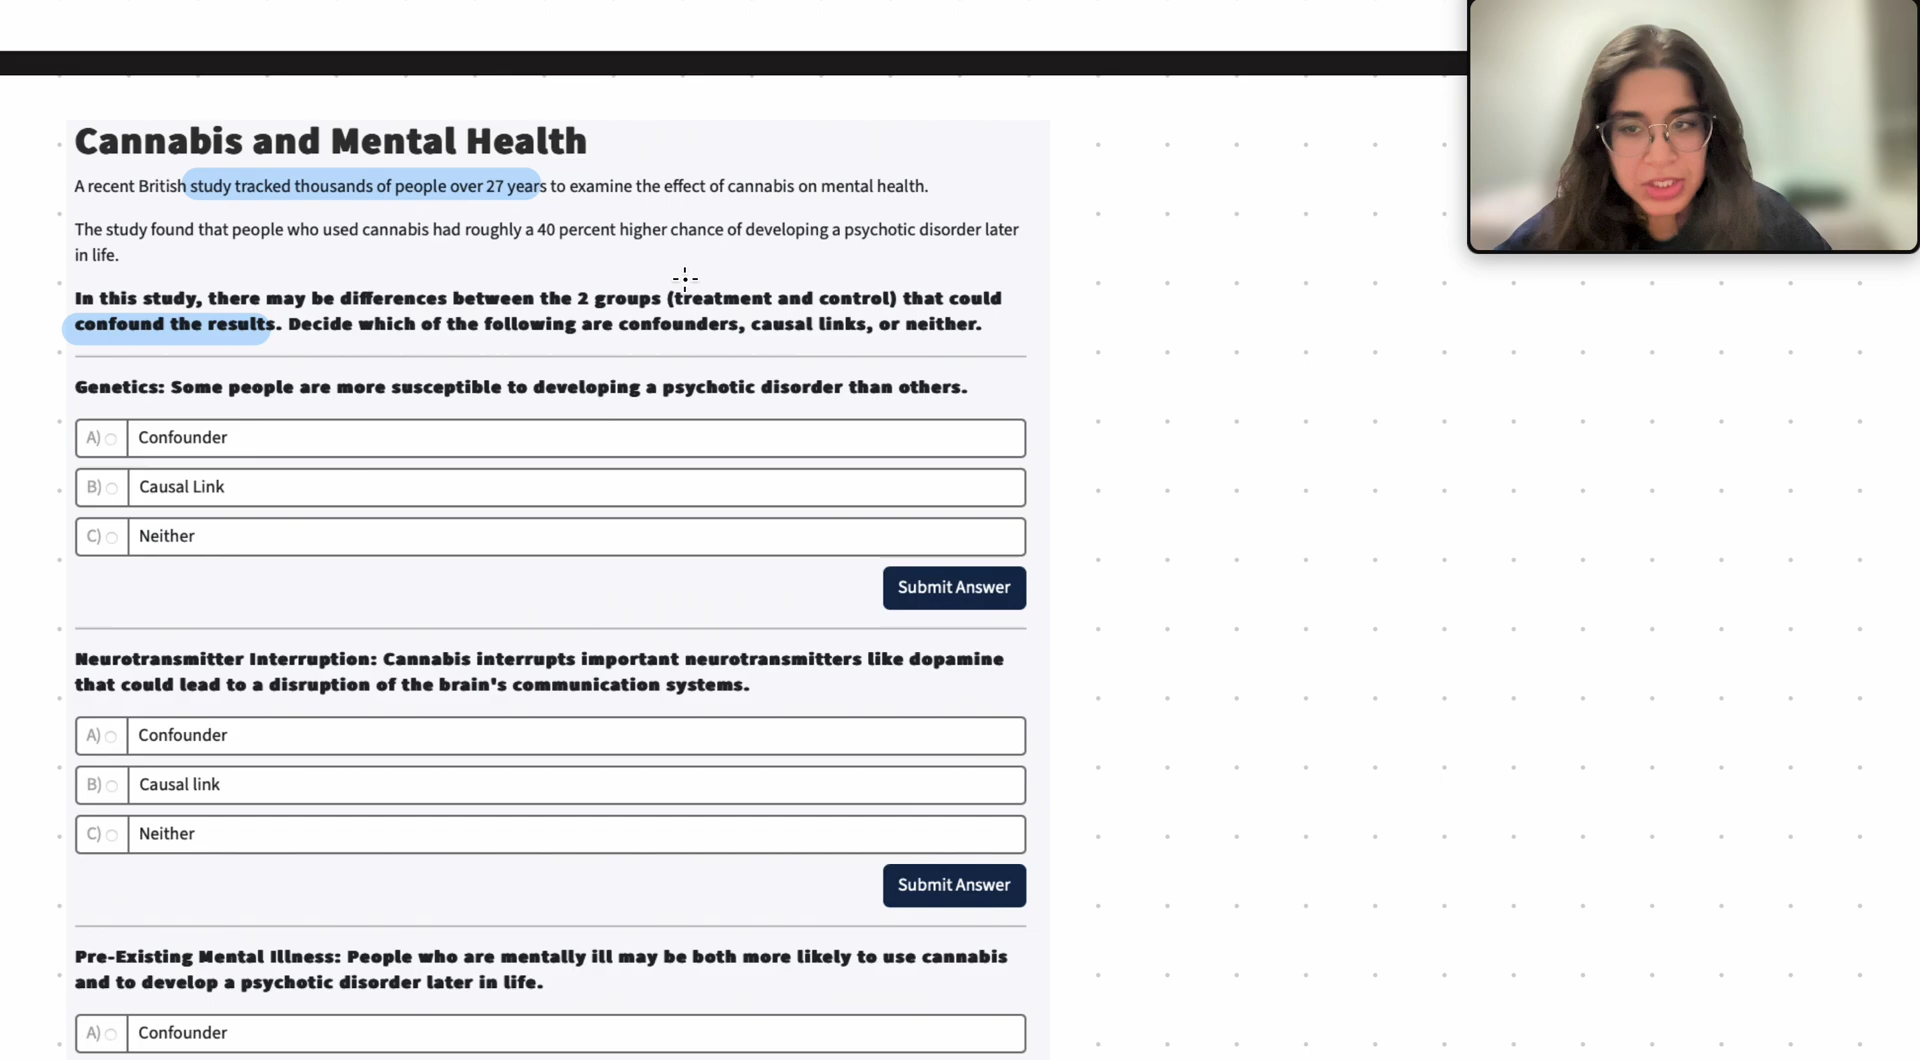 Cannabis and Mental Health
A recent British study tracked thousands of people over 27 years to examine the effect of cannabis on mental health.
The study found that people who used cannabis had roughly a 40 percent higher chance of developing a psychotic disorder later
in life.
In this study, there may be differences between the 2 groups (treatment and control) that could
confound the results. Decide which of the following are confounders, causal links, or neither.
Genetics: Some people are more susceptible to developing a psychotic disorder than others.
A) Confounder
B) Causal Link
C) Neither
Submit Answer
Neurotransmitter Interruption: Cannabis interrupts important neurotransmitters like dopamine
that could lead to a disruption of the brain's communication systems.
A) Confounder
B) Causal link
C) Neither
Submit Answer
Pre-Existing Mental Illness: People who are mentally ill may be both more likely to use cannabis
and to develop a psychotic disorder later in life.
A) Confounder